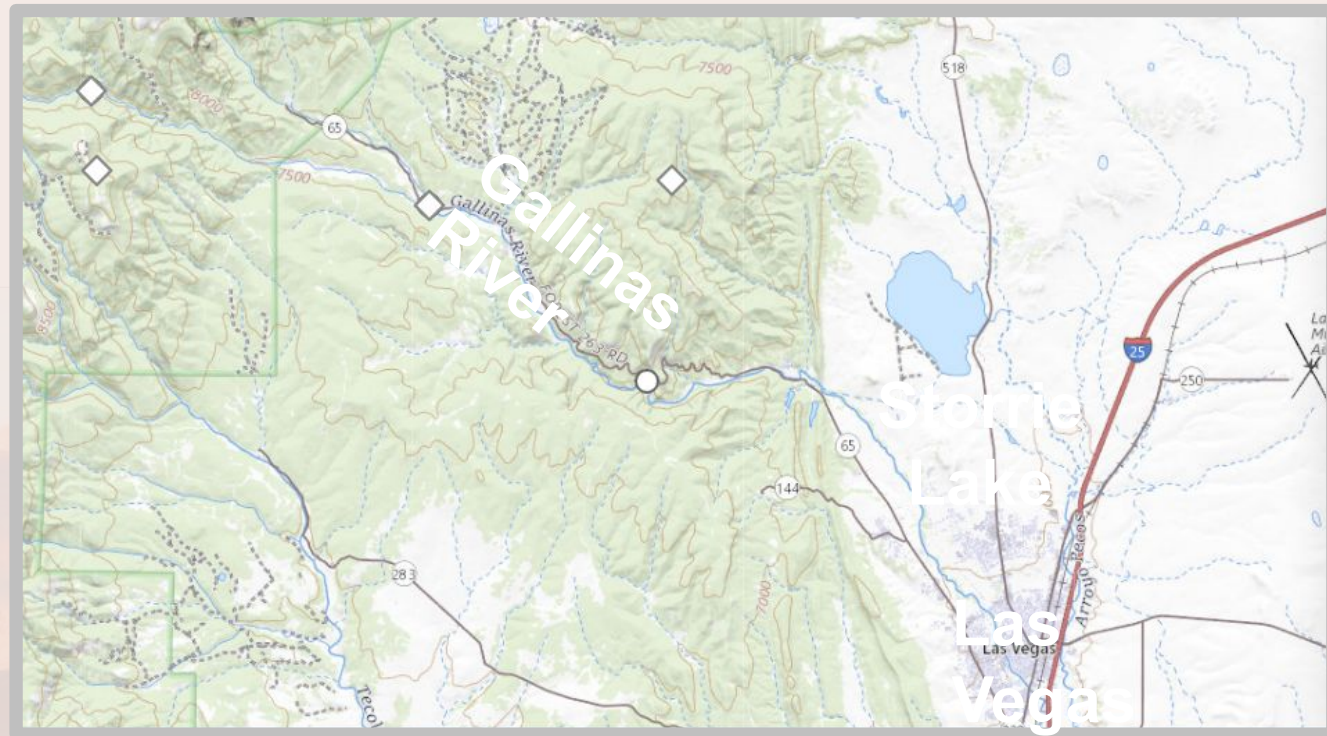 7500
518
8000
65
7500
Gallinas River
Gallinas
River
FOREST 263 RD
8500
25
250
Storrie
Lake
65
144
Arroyo Pecos
283
7000
Las
Las Vegas
Vegas